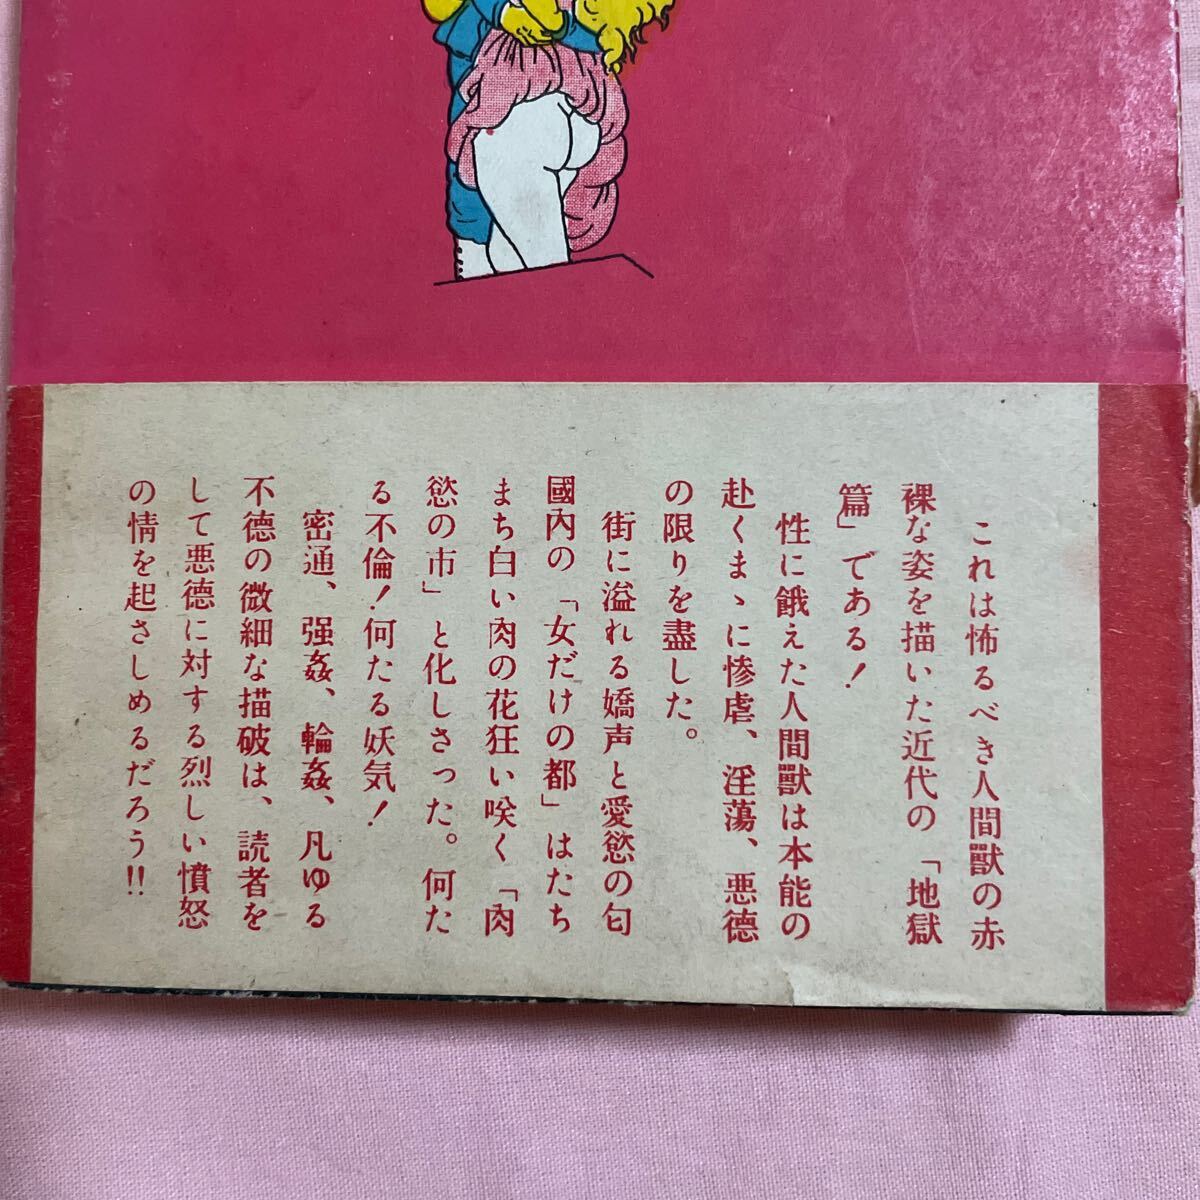 これは怖るべき人間獸の赤
裸な姿を描いた近代の「地獄
篇」である！
性に餓えた人間獸は本能の
赴くまゝに惨虐、淫蕩、悪德
の限りを盡した。
街に溢れる嬌声と愛慾の匂
國內の「女だけの都」はたち
まち白い肉の花狂い咲く「肉
慾の市」と化しさった。何た
る不倫！何たる妖気！
密通、强姦、輪姦、凡ゆる
不德の微細な描破は、読者を
して悪德に対する烈しい憤怒
の情を起さしめるだろう!!